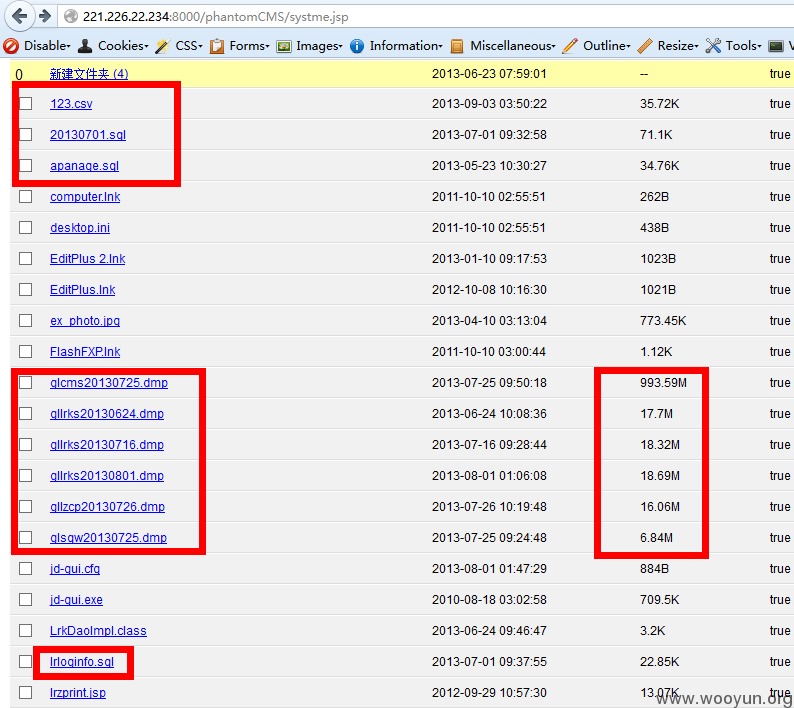 221.226.22.234:8000/phantomCMS/systme.jsp
Disable▾ Cookies▾ CSS▾ Forms▾ Images▾ Information▾ Miscellaneous▾ Outline▾ Resize▾ Tools▾
0 新建文件夹 (4) 2013-06-23 07:59:01 -- true
123.csv 2013-09-03 03:50:22 35.72K true
20130701.sql 2013-07-01 09:32:58 71.1K true
apanage.sql 2013-05-23 10:30:27 34.76K true
computer.lnk 2011-10-10 02:55:51 262B true
desktop.ini 2011-10-10 02:55:51 438B true
EditPlus 2.lnk 2013-01-10 09:17:53 1023B true
EditPlus.lnk 2012-10-08 10:16:30 1021B true
ex_photo.jpg 2013-04-10 03:13:04 773.45K true
FlashFXP.lnk 2011-10-10 03:00:44 1.12K true
qlcms20130725.dmp 2013-07-25 09:50:18 993.59M true
qllrks20130624.dmp 2013-06-24 10:08:36 17.7M true
qllrks20130716.dmp 2013-07-16 09:28:44 18.32M true
qllrks20130801.dmp 2013-08-01 01:06:08 18.69M true
qllzcp20130726.dmp 2013-07-26 10:19:48 16.06M true
qlsqw20130725.dmp 2013-07-25 09:24:48 6.84M true
jd-gui.cfg 2013-08-01 01:47:29 884B true
jd-gui.exe 2010-08-18 03:02:58 709.5K true
LrkDaoImpl.class 2013-06-24 09:46:47 3.2K true
lrloginfo.sql 2013-07-01 09:37:55 22.85K true
lrzprint.jsp 2012-09-29 10:57:30 13.07K true
www.wooyun.org